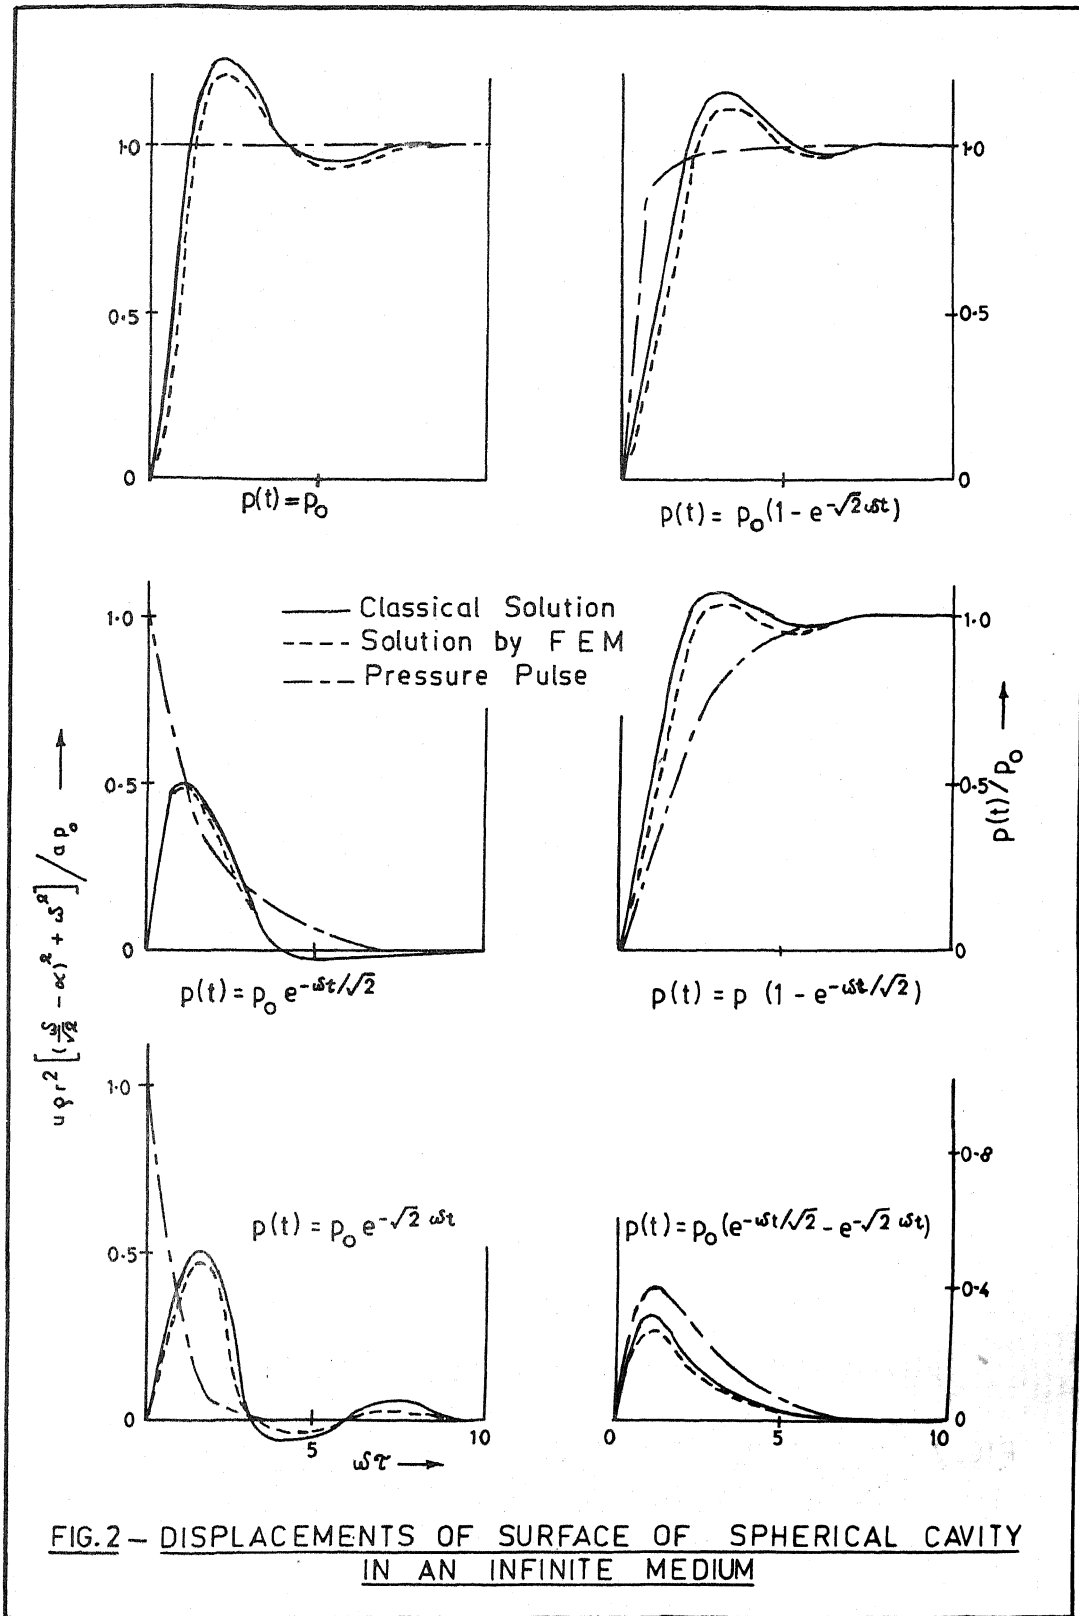 1.0
0.5
0
p(t) = p₀
1.0
0.5
0
p(t) = p₀ (1 - e^-√2 ωt)
—— Classical Solution
---- Solution by F E M
—-— Pressure Pulse
1.0
0.5
0
p(t) = p₀ e^-ωt/√2
1.0
0.5
0
p(t) = p (1 - e^-ωt/√2)
u ρ r² [(ω/√2 - α)² + ω²] / a p₀ →
p(t)/p₀ →
1.0
0.5
0
5
10
p(t) = p₀ e^-√2 ωt
ωτ →
p(t) = p₀ (e^-ωt/√2 - e^-√2 ωt)
0.8
0.4
0
0
5
10
FIG.2 – DISPLACEMENTS OF SURFACE OF SPHERICAL CAVITY
IN AN INFINITE MEDIUM